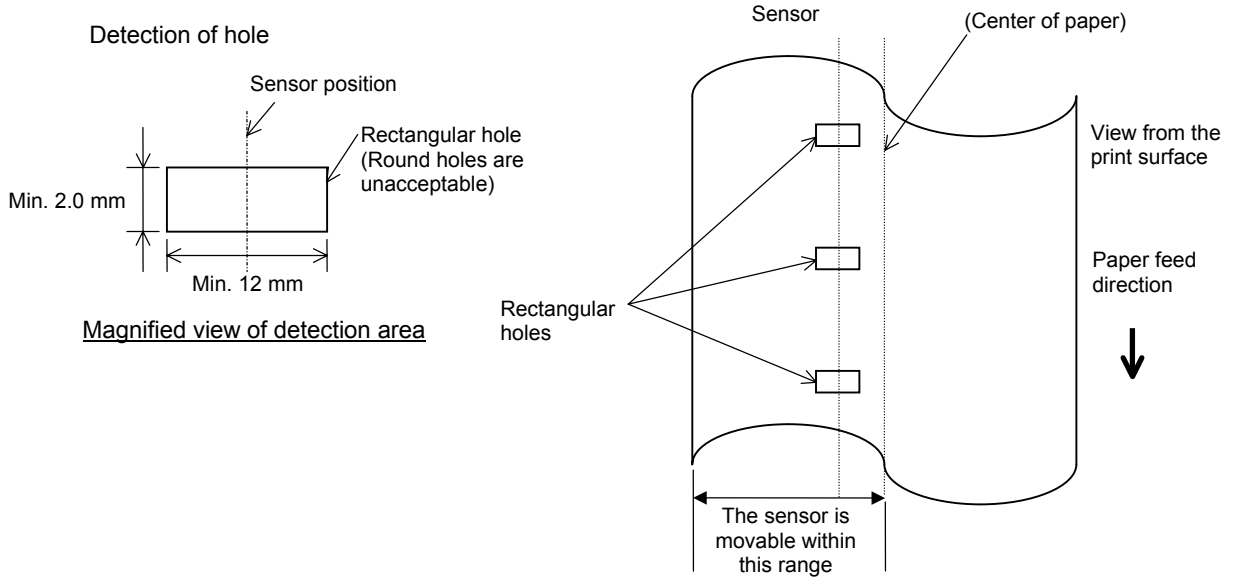 Detection of hole
Sensor position
Rectangular hole
(Round holes are
unacceptable)
Min. 2.0 mm
Min. 12 mm
Magnified view of detection area
Sensor
(Center of paper)
View from the
print surface
Paper feed
direction
Rectangular
holes
The sensor is
movable within
this range